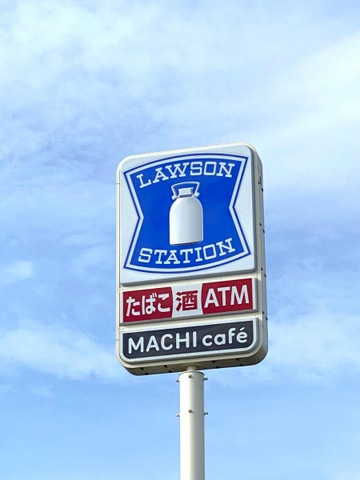 LAWSON
STATION
たばこ 酒 ATM
MACHI café